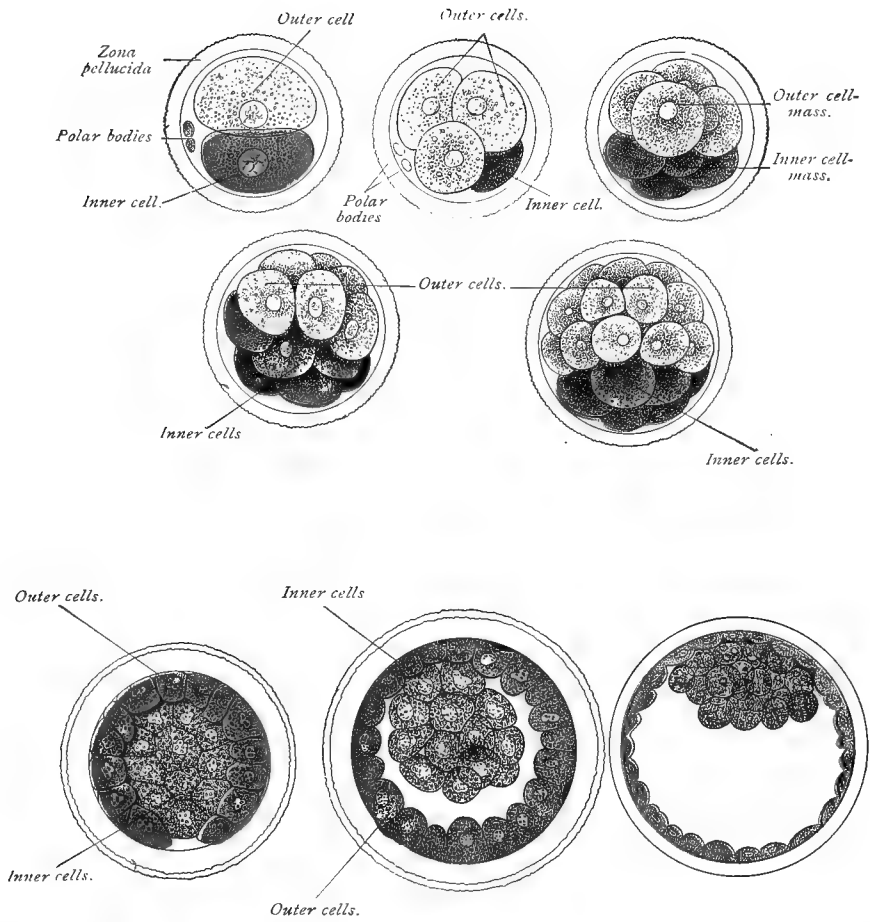 Outer cell
Zona
pellucida
Polar bodies
Inner cell.
Outer cells.
Polar
bodies
Inner cell.
Outer cell-
mass.
Inner cell-
mass.
Outer cells.
Inner cells
Inner cells.
Outer cells.
Inner cells.
Inner cells
Outer cells.